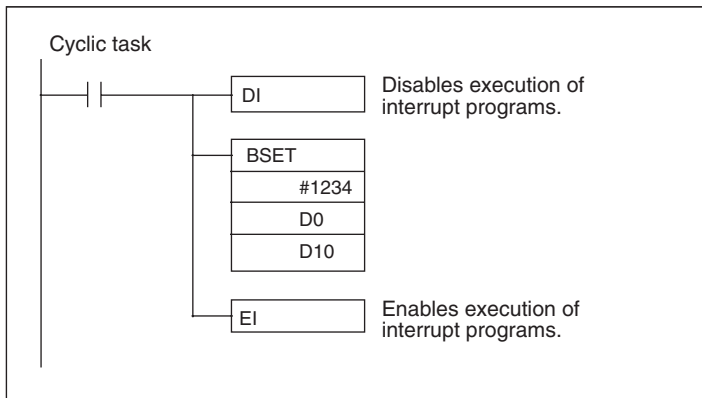 Cyclic task
DI
Disables execution of
interrupt programs.
BSET
#1234
D0
D10
EI
Enables execution of
interrupt programs.